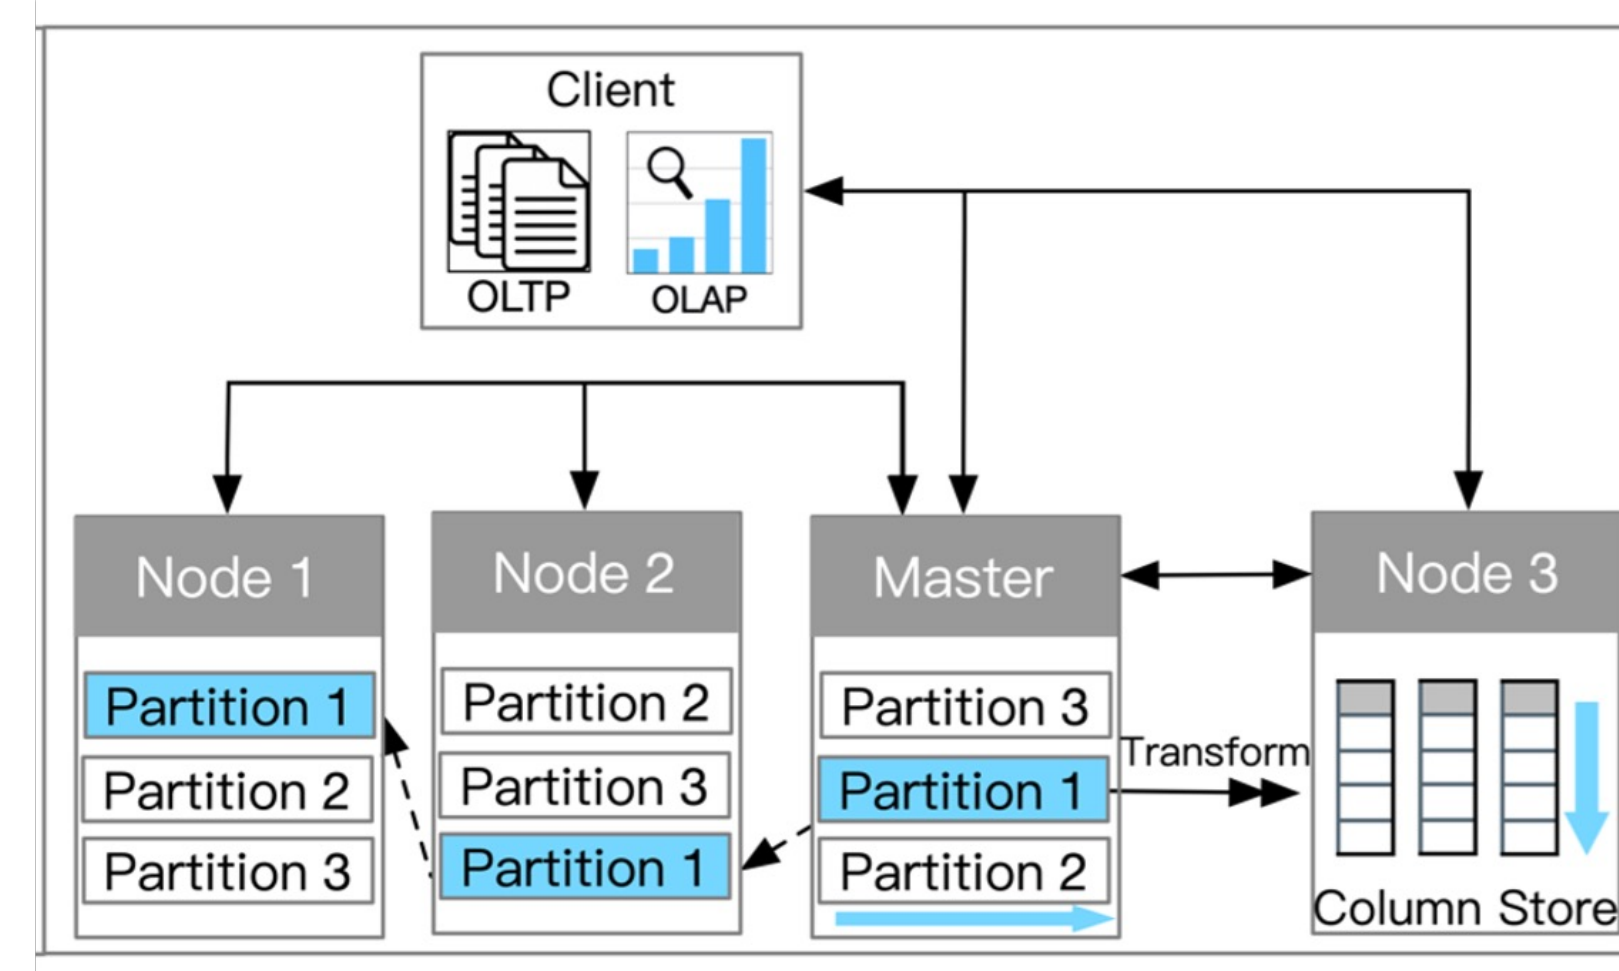 Client
OLTP
OLAP
Node 1
Node 2
Master
Node 3
Partition 1
Partition 2
Partition 3
Partition 2
Partition 3
Partition 1
Partition 3
Partition 1
Partition 2
Transform
Column Store